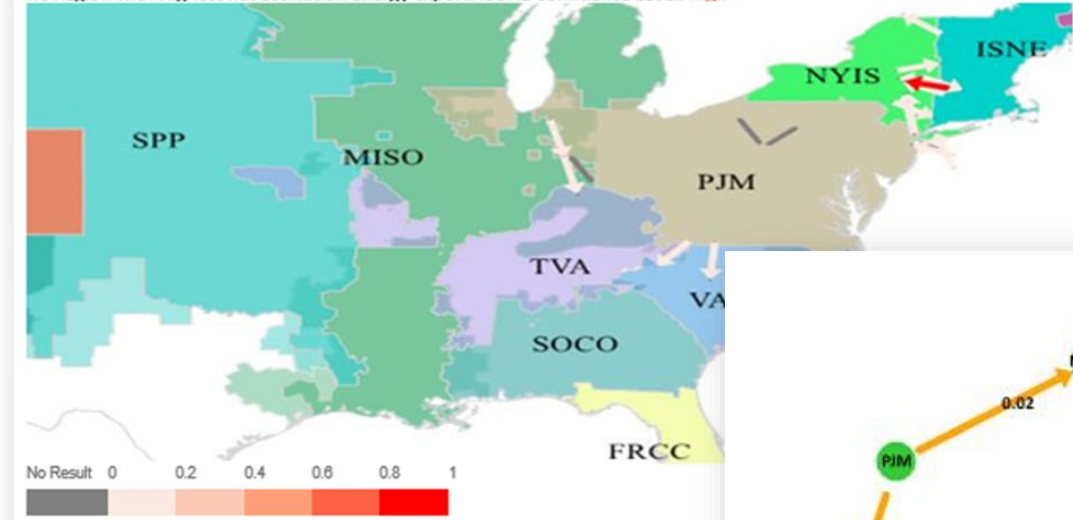 ISNE
NYIS
SPP
MISO
PJM
TVA
VA
SOCO
FRCC
No Result 0 0.2 0.4 0.6 0.8 1
0.02
PJM